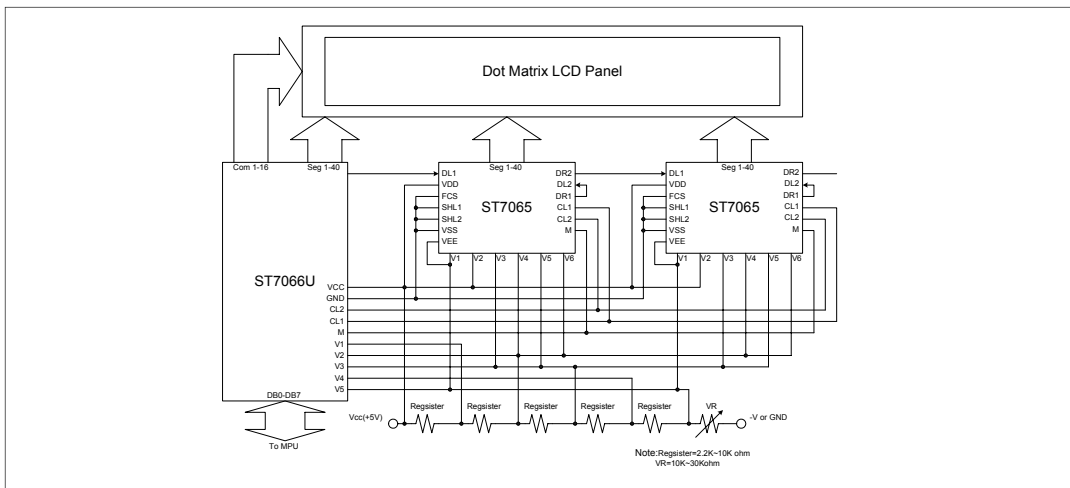 Dot Matrix LCD Panel
Com 1-16
Seg 1-40
Seg 1-40
Seg 1-40
DL1
VDD
FCS
SHL1
SHL2
VSS
VEE
ST7065
DR2
DL2
DR1
CL1
CL2
M
V1 V2 V3 V4 V5 V6
DL1
VDD
FCS
SHL1
SHL2
VSS
VEE
ST7065
DR2
DL2
DR1
CL1
CL2
M
V1 V2 V3 V4 V5 V6
ST7066U
VCC
GND
CL2
CL1
M
V1
V2
V3
V4
V5
DB0-DB7
To MPU
Vcc(+5V)
Regsister Regsister Regsister Regsister Regsister VR
-V or GND
Note:Regsister=2.2K~10K ohm
VR=10K~30Kohm